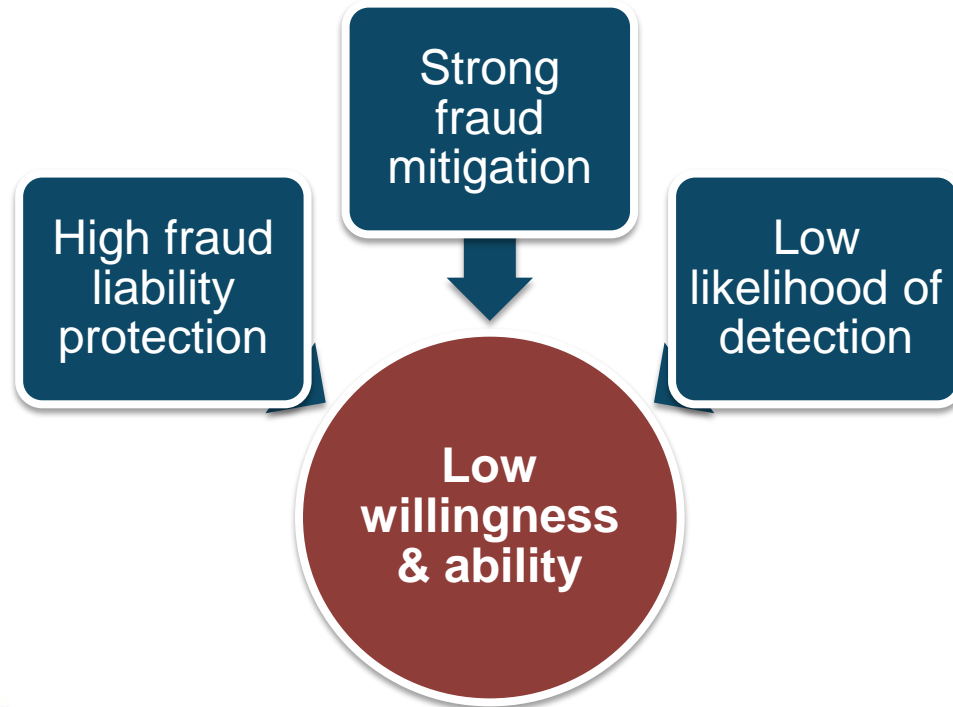 Strong
fraud
mitigation
High fraud
liability
protection
Low
likelihood of
detection
Low
willingness
& ability